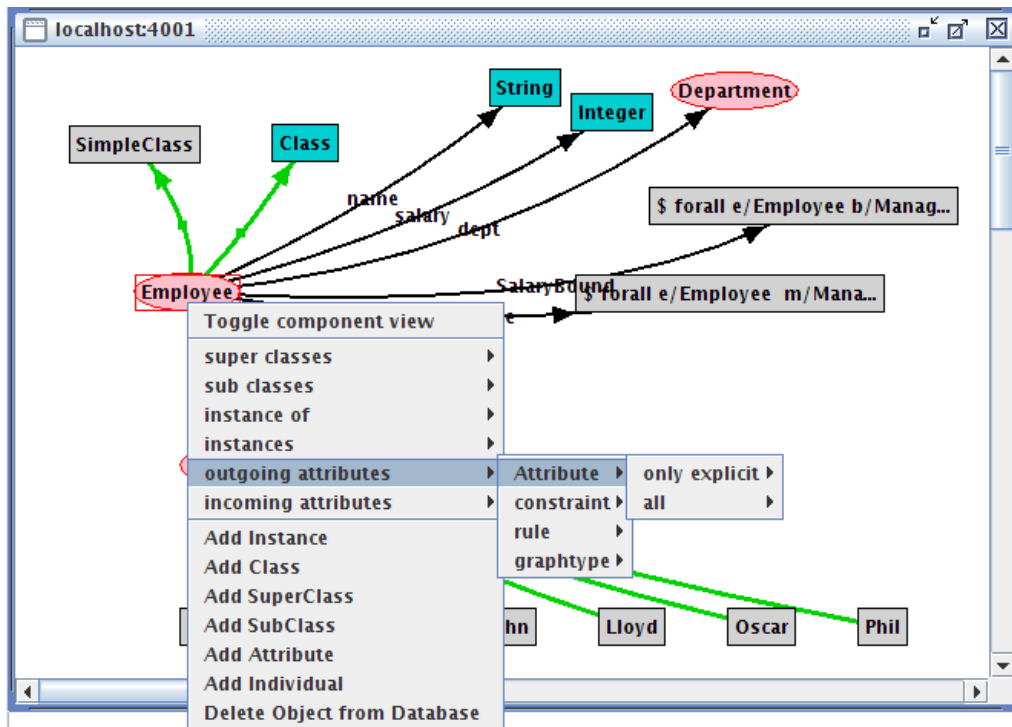 localhost:4001
String
Department
Integer
SimpleClass
Class
name
salary
dept
$ forall e/Employee b/Manag...
Employee
SalaryBound
$ forall e/Employee  m/Mana...
e
Toggle component view
super classes
sub classes
instance of
instances
outgoing attributes
incoming attributes
Add Instance
Add Class
Add SuperClass
Add SubClass
Add Attribute
Add Individual
Delete Object from Database
Attribute
constraint
rule
graphtype
only explicit
all
hn
Lloyd
Oscar
Phil